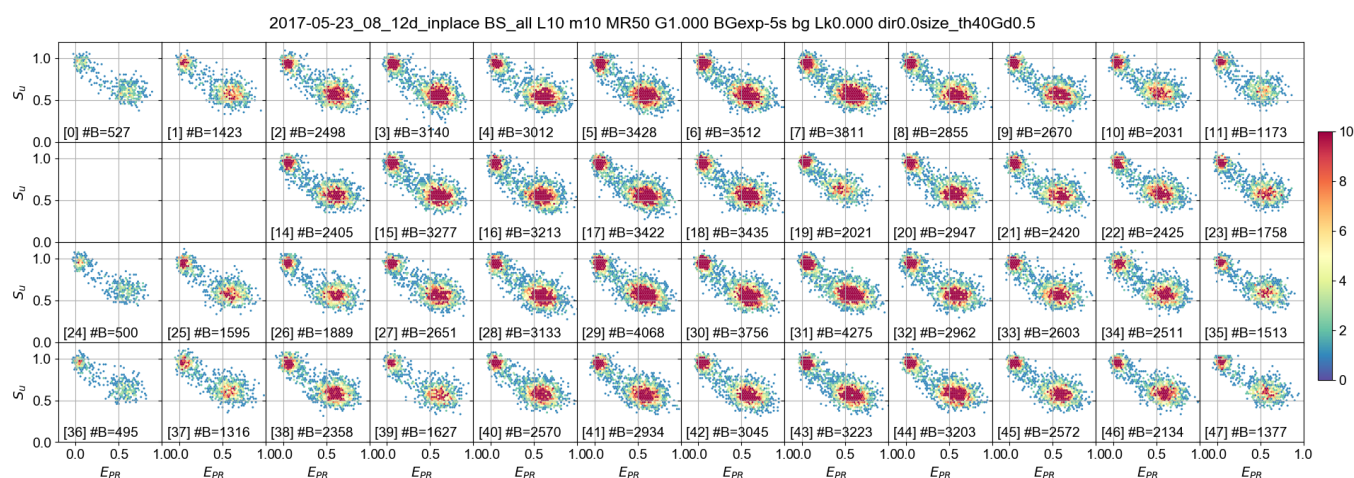 2017-05-23_08_12d_inplace BS_all L10 m10 MR50 G1.000 BGexp-5s bg Lk0.000 dir0.0size_th40Gd0.5
1.0
S_u 0.5
[0] #B=527 [1] #B=1423 [2] #B=2498 [3] #B=3140 [4] #B=3012 [5] #B=3428 [6] #B=3512 [7] #B=3811 [8] #B=2855 [9] #B=2670 [10] #B=2031 [11] #B=1173
0.0
1.0
S_u 0.5
[14] #B=2405 [15] #B=3277 [16] #B=3213 [17] #B=3422 [18] #B=3435 [19] #B=2021 [20] #B=2947 [21] #B=2420 [22] #B=2425 [23] #B=1758
0.0
1.0
S_u 0.5
[24] #B=500 [25] #B=1595 [26] #B=1889 [27] #B=2651 [28] #B=3133 [29] #B=4068 [30] #B=3756 [31] #B=4275 [32] #B=2962 [33] #B=2603 [34] #B=2511 [35] #B=1513
0.0
1.0
S_u 0.5
[36] #B=495 [37] #B=1316 [38] #B=2358 [39] #B=1627 [40] #B=2570 [41] #B=2934 [42] #B=3045 [43] #B=3223 [44] #B=3203 [45] #B=2572 [46] #B=2134 [47] #B=1377
0.0
0.0 0.5 1.0 0.0 0.5 1.0 0.0 0.5 1.0 0.0 0.5 1.0 0.0 0.5 1.0 0.0 0.5 1.0 0.0 0.5 1.0 0.0 0.5 1.0 0.0 0.5 1.0 0.0 0.5 1.0 0.0 0.5 1.0 0.0 0.5 1.0
E_PR E_PR E_PR E_PR E_PR E_PR E_PR E_PR E_PR E_PR E_PR E_PR
10
8
6
4
2
0